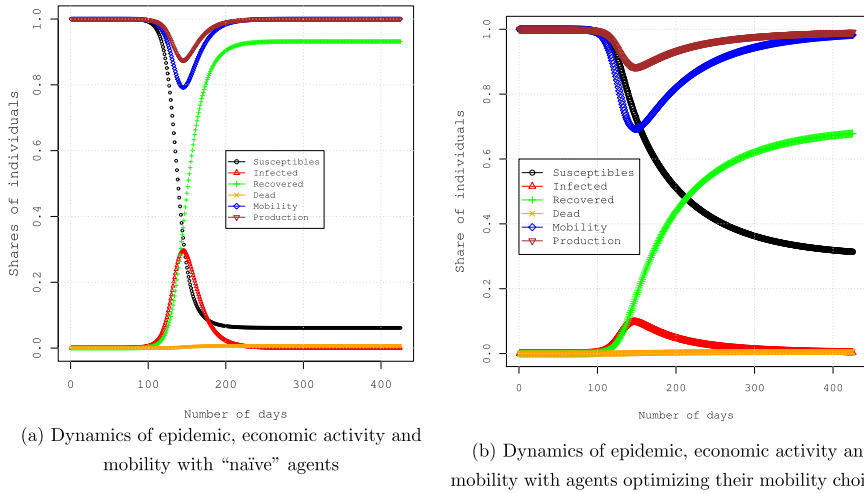 Shares of individuals
1.0
0.8
0.6
0.4
0.2
0.0
Susceptibles
Infected
Recovered
Dead
Mobility
Production
0 100 200 300 400
Number of days
(a) Dynamics of epidemic, economic activity and
mobility with “naïve” agents
Share of individuals
1.0
0.8
0.6
0.4
0.2
0.0
Susceptibles
Infected
Recovered
Dead
Mobility
Production
0 100 200 300 400
Number of days
(b) Dynamics of epidemic, economic activity an
mobility with agents optimizing their mobility choi